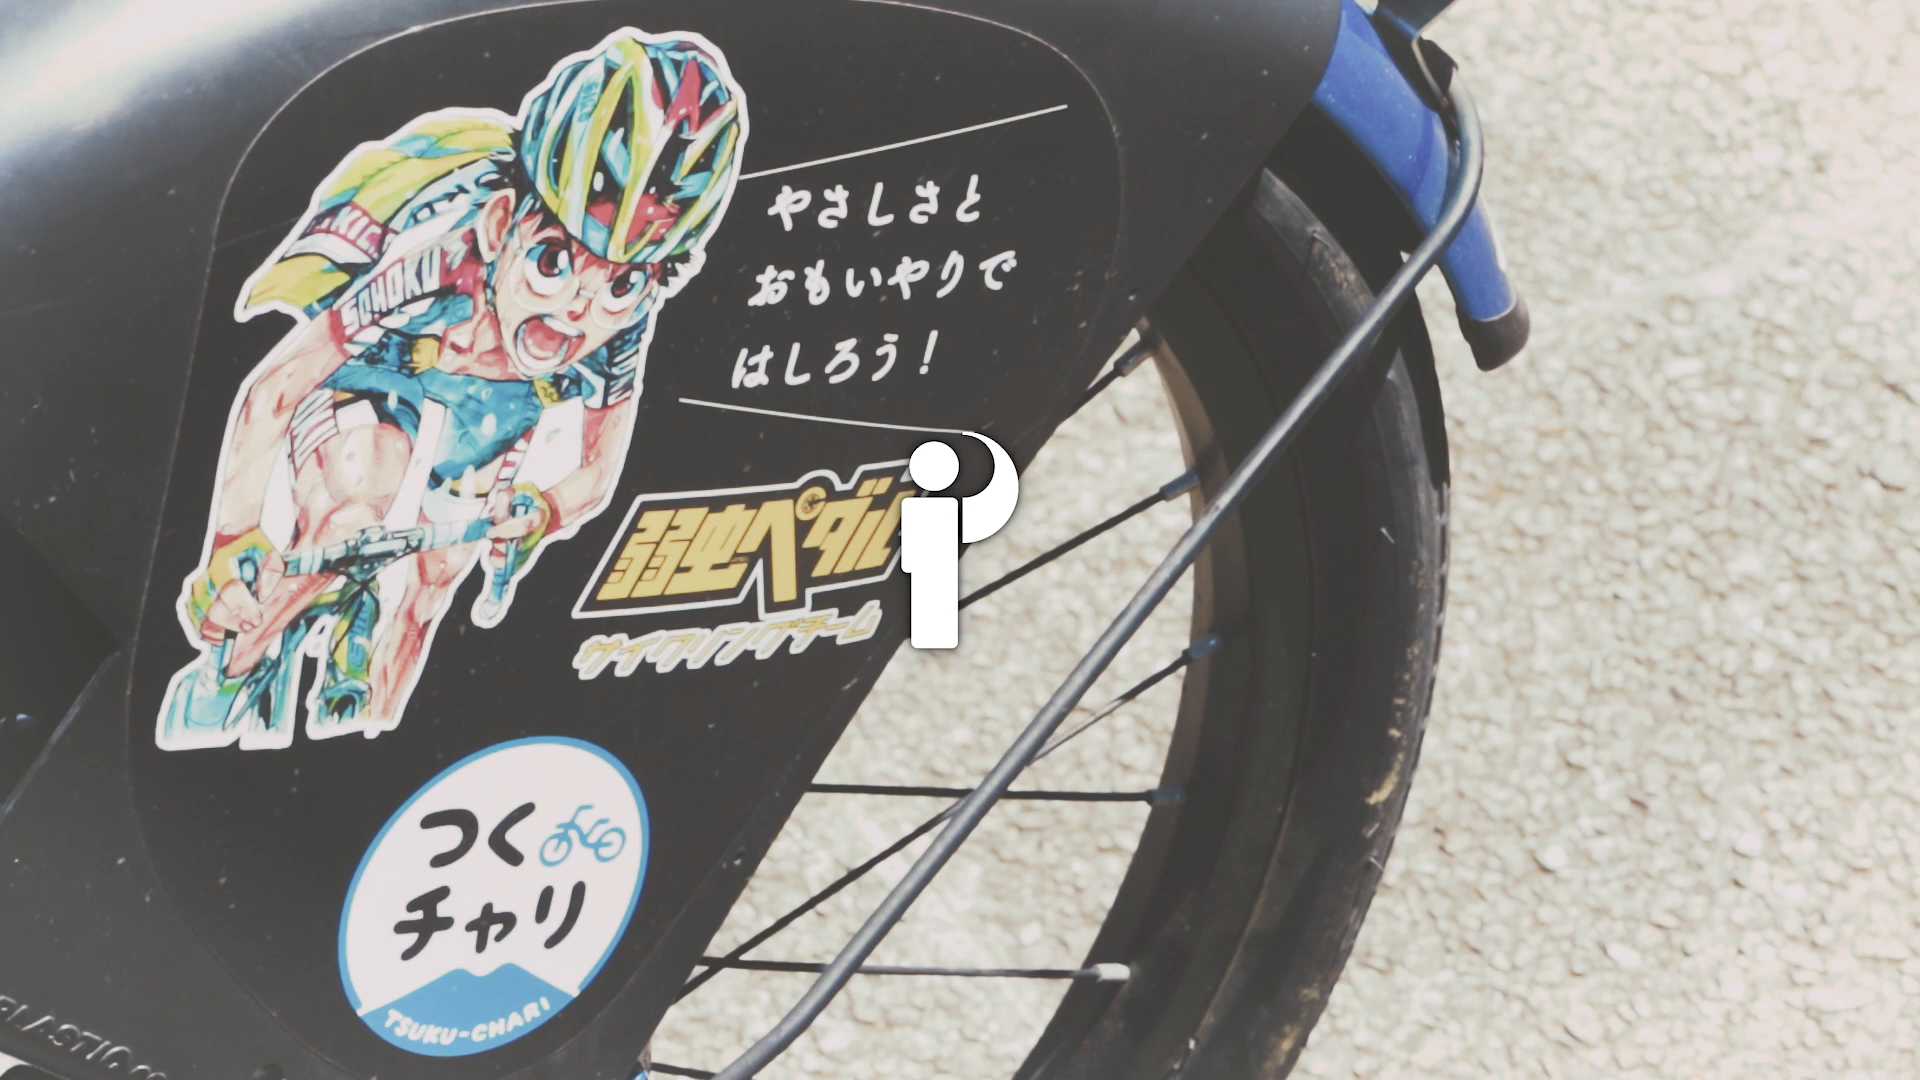 SOHOKU
やさしさと
おもいやりで
はしろう!
弱虫ペダル
サイクリングチーム
つく
チャリ
TSUKU-CHARI